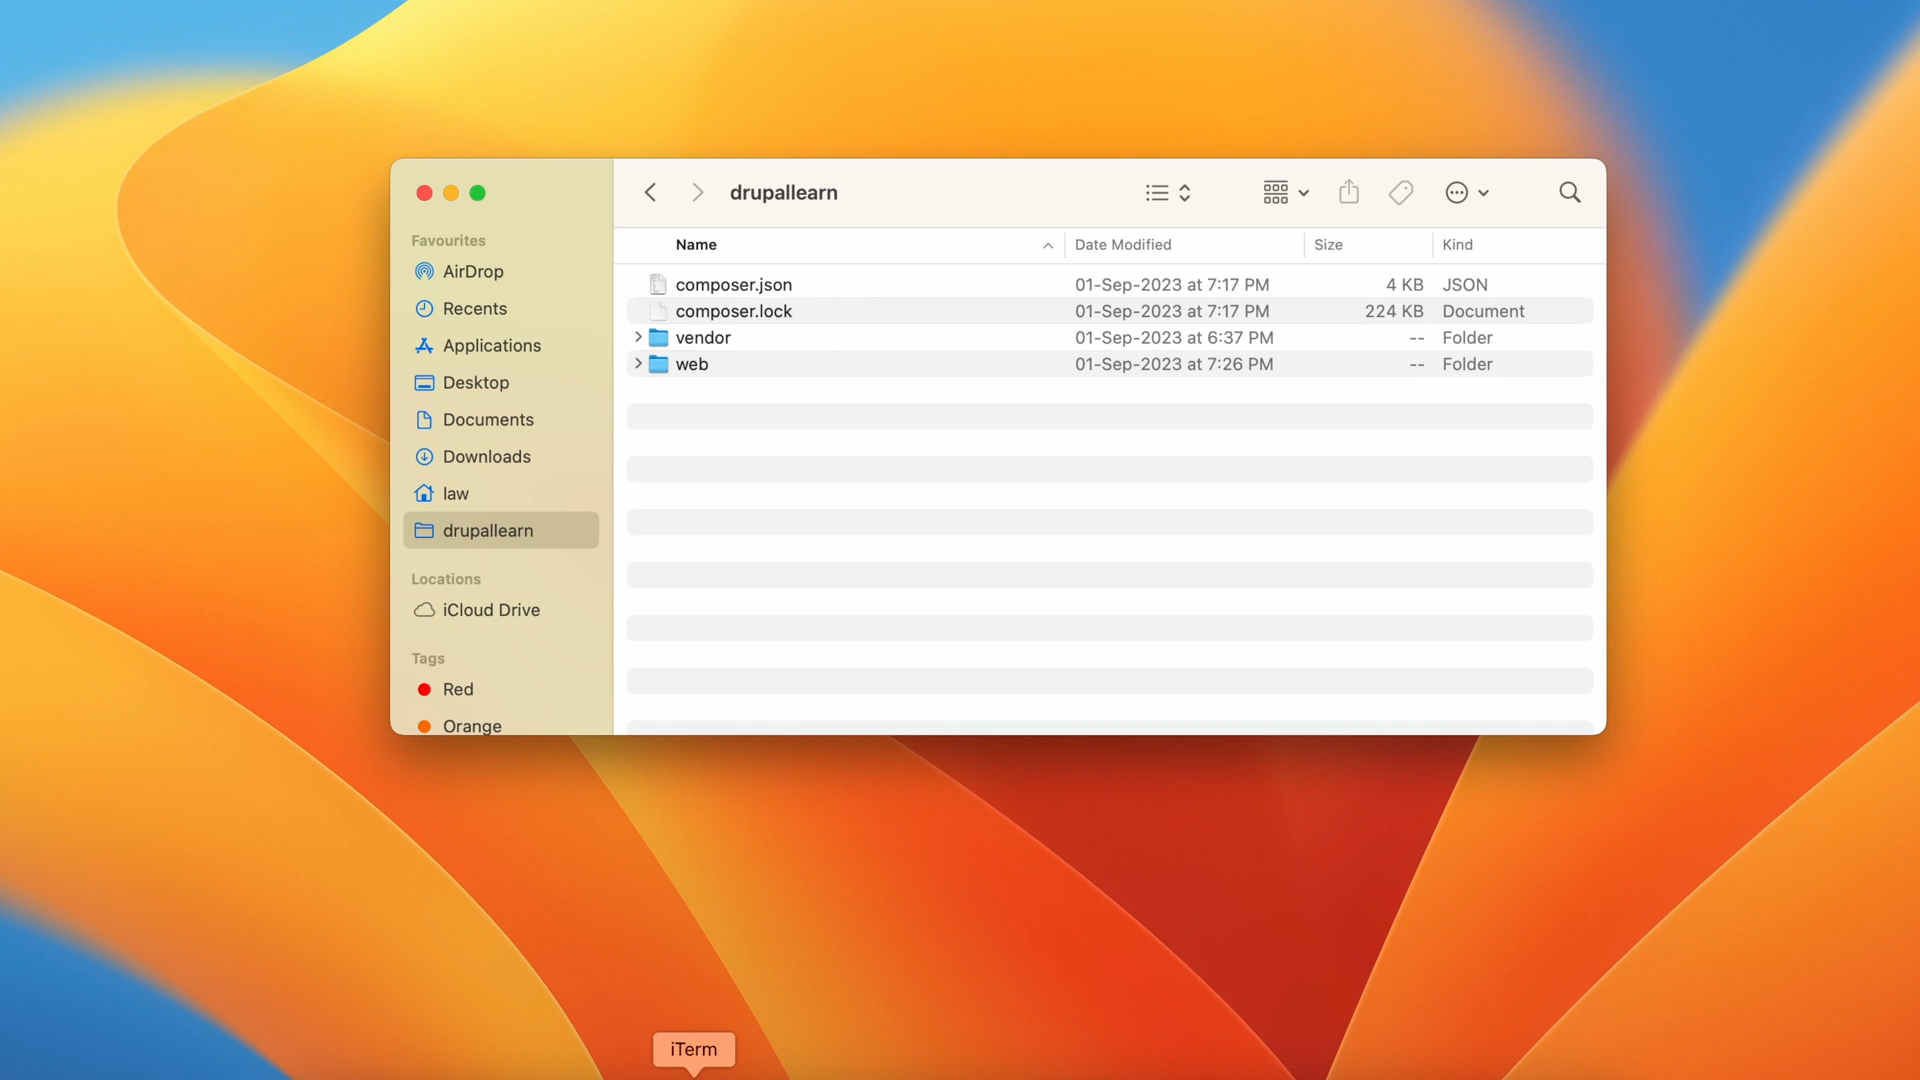 drupallearn
Favourites
AirDrop
Recents
Applications
Desktop
Documents
Downloads
law
drupallearn
Locations
iCloud Drive
Tags
Red
Orange
Name Date Modified Size Kind
composer.json 01-Sep-2023 at 7:17 PM 4 KB JSON
composer.lock 01-Sep-2023 at 7:17 PM 224 KB Document
vendor 01-Sep-2023 at 6:37 PM -- Folder
web 01-Sep-2023 at 7:26 PM -- Folder
iTerm